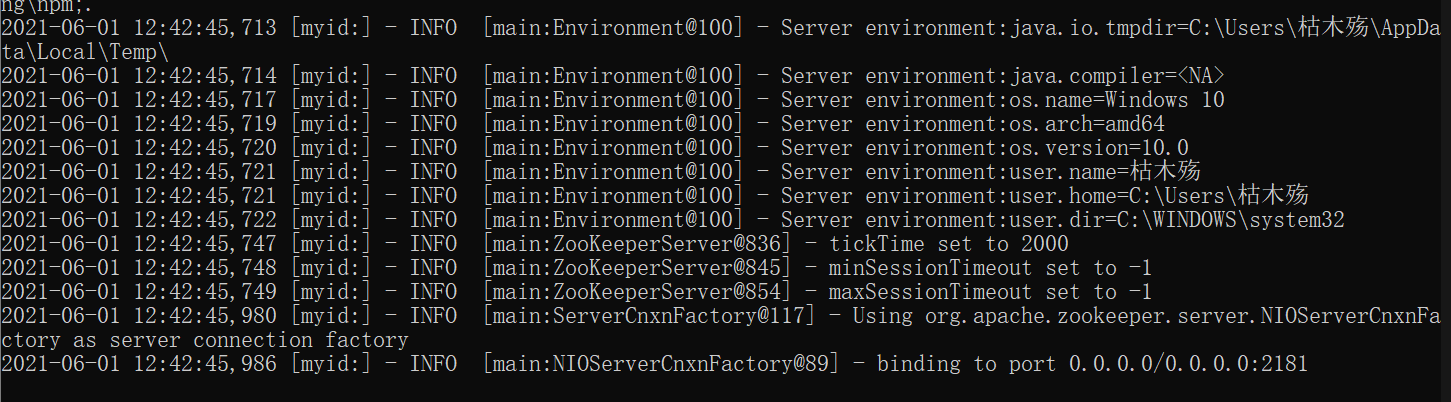 ng\npm;.
2021-06-01 12:42:45,713 [myid:] - INFO  [main:Environment@100] - Server environment:java.io.tmpdir=C:\Users\枯木殇\AppDa
ta\Local\Temp\
2021-06-01 12:42:45,714 [myid:] - INFO  [main:Environment@100] - Server environment:java.compiler=<NA>
2021-06-01 12:42:45,717 [myid:] - INFO  [main:Environment@100] - Server environment:os.name=Windows 10
2021-06-01 12:42:45,719 [myid:] - INFO  [main:Environment@100] - Server environment:os.arch=amd64
2021-06-01 12:42:45,720 [myid:] - INFO  [main:Environment@100] - Server environment:os.version=10.0
2021-06-01 12:42:45,721 [myid:] - INFO  [main:Environment@100] - Server environment:user.name=枯木殇
2021-06-01 12:42:45,721 [myid:] - INFO  [main:Environment@100] - Server environment:user.home=C:\Users\枯木殇
2021-06-01 12:42:45,722 [myid:] - INFO  [main:Environment@100] - Server environment:user.dir=C:\WINDOWS\system32
2021-06-01 12:42:45,747 [myid:] - INFO  [main:ZooKeeperServer@836] - tickTime set to 2000
2021-06-01 12:42:45,748 [myid:] - INFO  [main:ZooKeeperServer@845] - minSessionTimeout set to -1
2021-06-01 12:42:45,749 [myid:] - INFO  [main:ZooKeeperServer@854] - maxSessionTimeout set to -1
2021-06-01 12:42:45,980 [myid:] - INFO  [main:ServerCnxnFactory@117] - Using org.apache.zookeeper.server.NIOServerCnxnFa
ctory as server connection factory
2021-06-01 12:42:45,986 [myid:] - INFO  [main:NIOServerCnxnFactory@89] - binding to port 0.0.0.0/0.0.0.0:2181